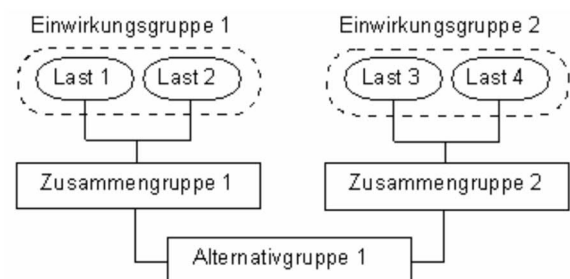 Einwirkungsgruppe 1 Einwirkungsgruppe 2
Last 1 Last 2 Last 3 Last 4
Zusammengruppe 1 Zusammengruppe 2
Alternativgruppe 1